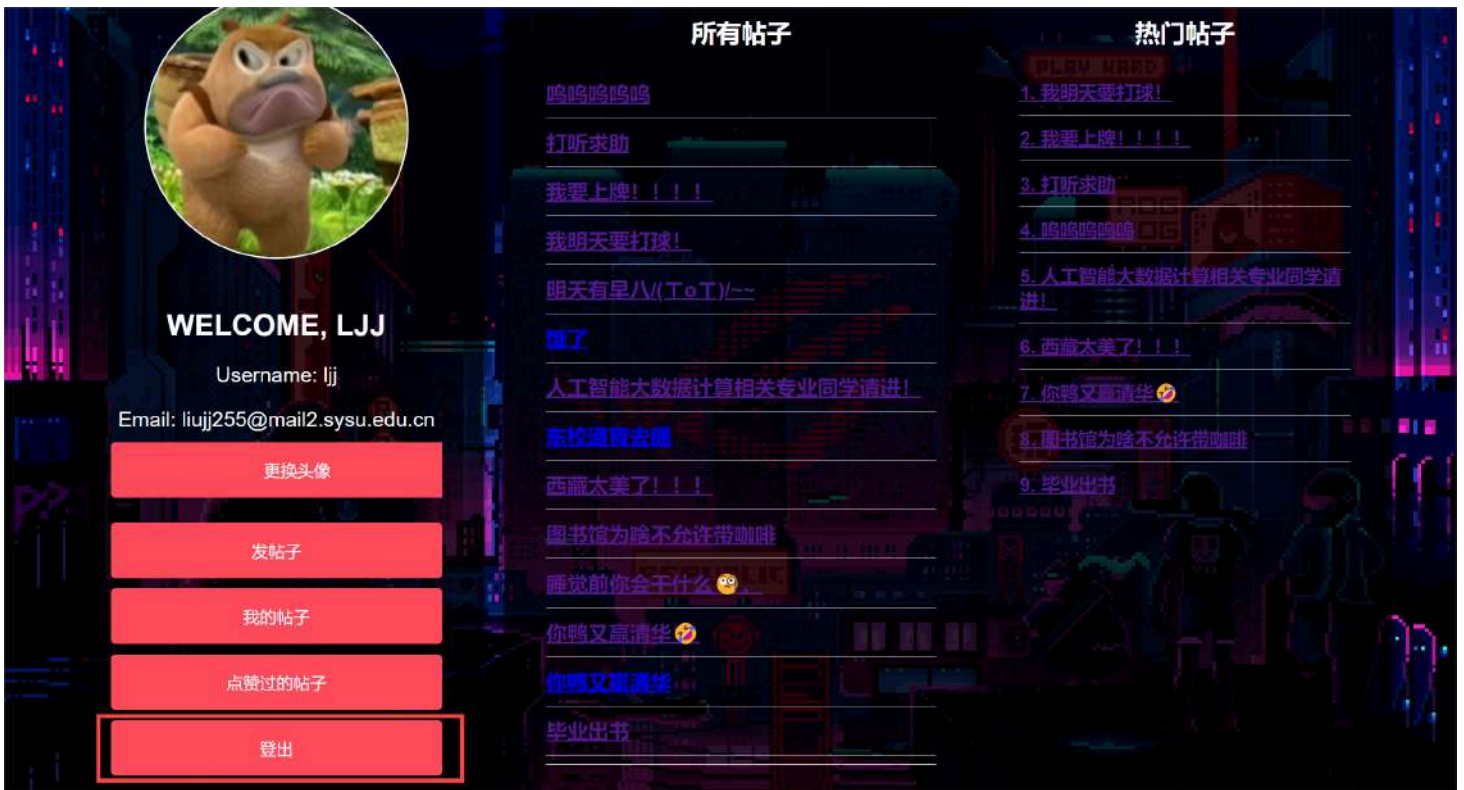 WELCOME, LJJ
Username: ljj
Email: liujj255@mail2.sysu.edu.cn
更换头像
发帖子
我的帖子
点赞过的帖子
登出
所有帖子
呜呜呜呜呜
打听求助
我要上牌！！！！
我明天要打球！
明天有早八/(ㄒoㄒ)/~~
饿了
人工智能大数据计算相关专业同学请进！
西藏太美了！！！
图书馆为啥不允许带咖啡
睡觉前你会干什么🧐.
你鸭又赢清华🤣
你鸭又赢清华
毕业出书
热门帖子
PLAY HARD
1. 我明天要打球！
2. 我要上牌！！！！
3. 打听求助
4. 呜呜呜呜呜
5. 人工智能大数据计算相关专业同学请
进！
6. 西藏太美了！！！
7. 你鸭又赢清华🤣
8. 图书馆为啥不允许带咖啡
9. 毕业出书
REPUBLIC